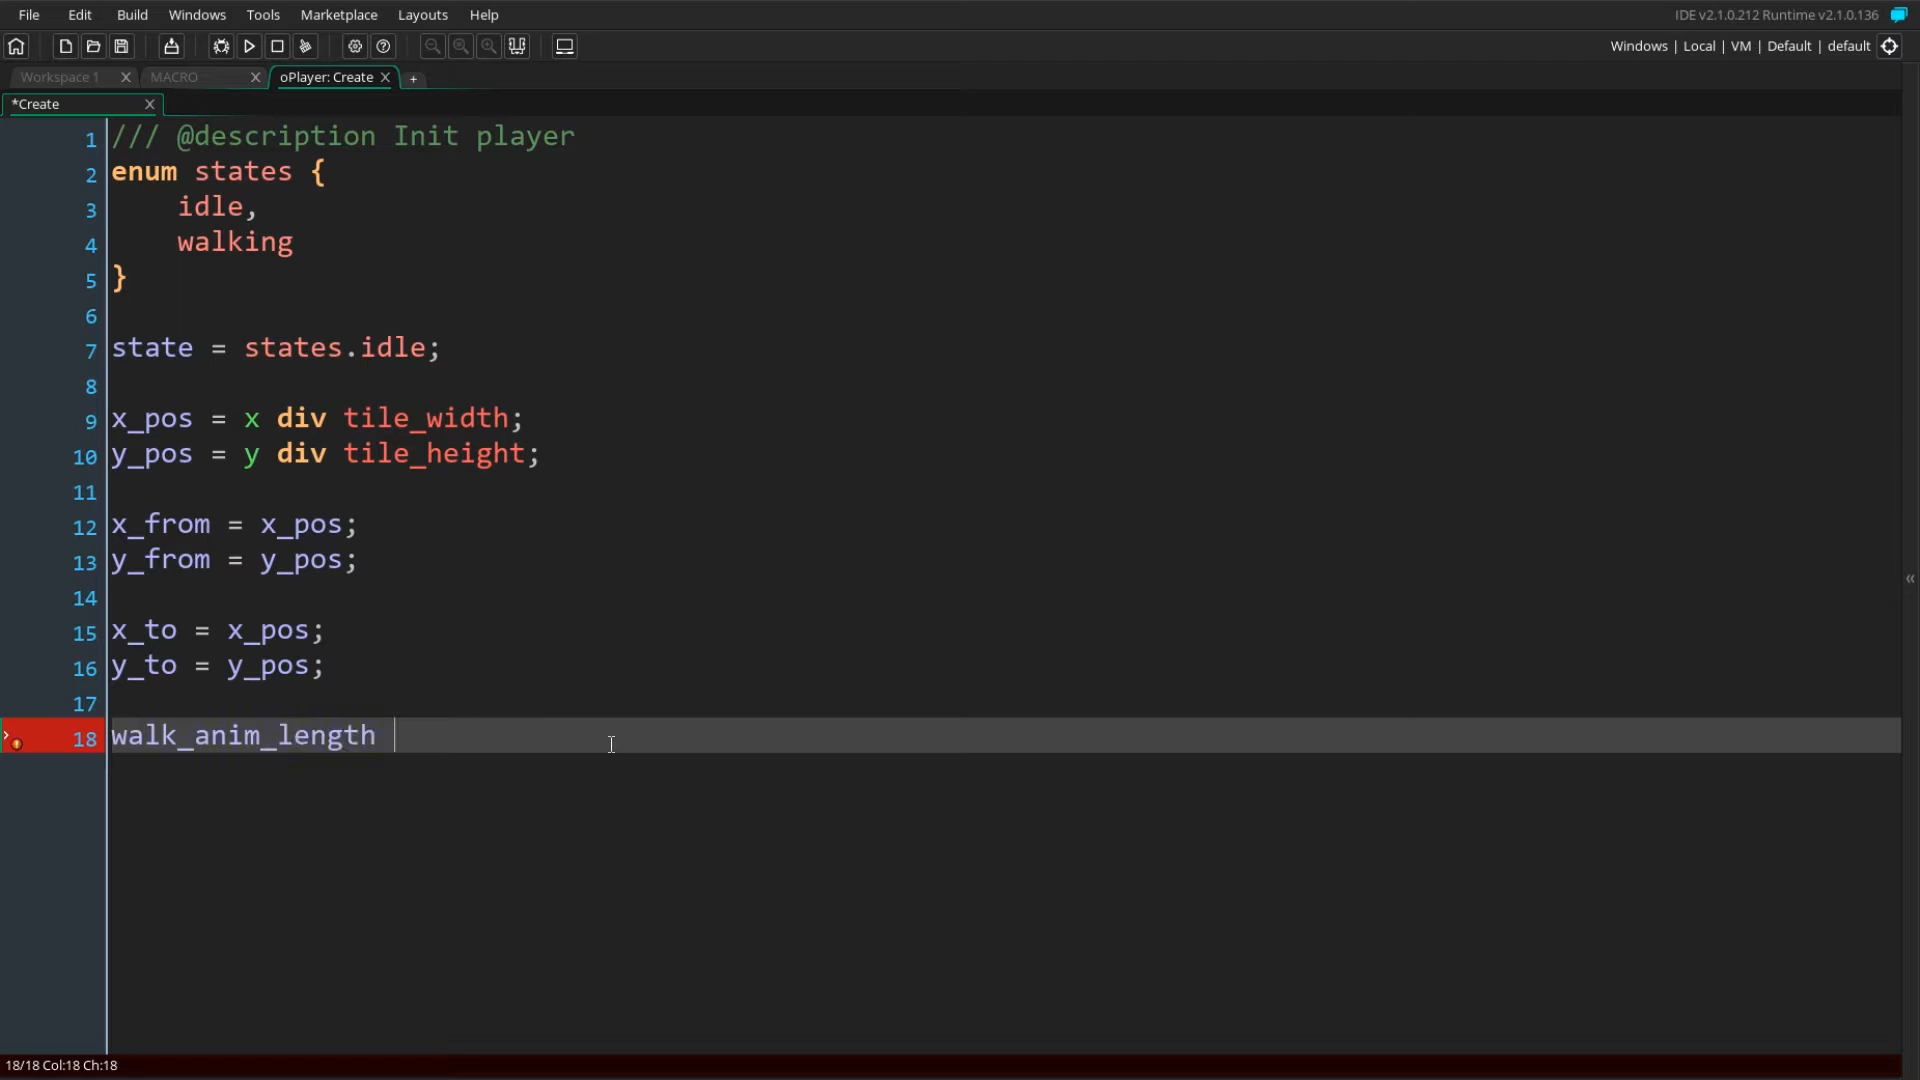 File Edit Build Windows Tools Marketplace Layouts Help IDE v2.1.0.212 Runtime v2.1.0.136
Windows | Local | VM | Default | default
Workspace 1 MACRO oPlayer: Create
*Create
1 /// @description Init player
2 enum states {
3 idle,
4 walking
5 }
6
7 state = states.idle;
8
9 x_pos = x div tile_width;
10 y_pos = y div tile_height;
11
12 x_from = x_pos;
13 y_from = y_pos;
14
15 x_to = x_pos;
16 y_to = y_pos;
17
18 walk_anim_length
18/18 Col:18 Ch:18